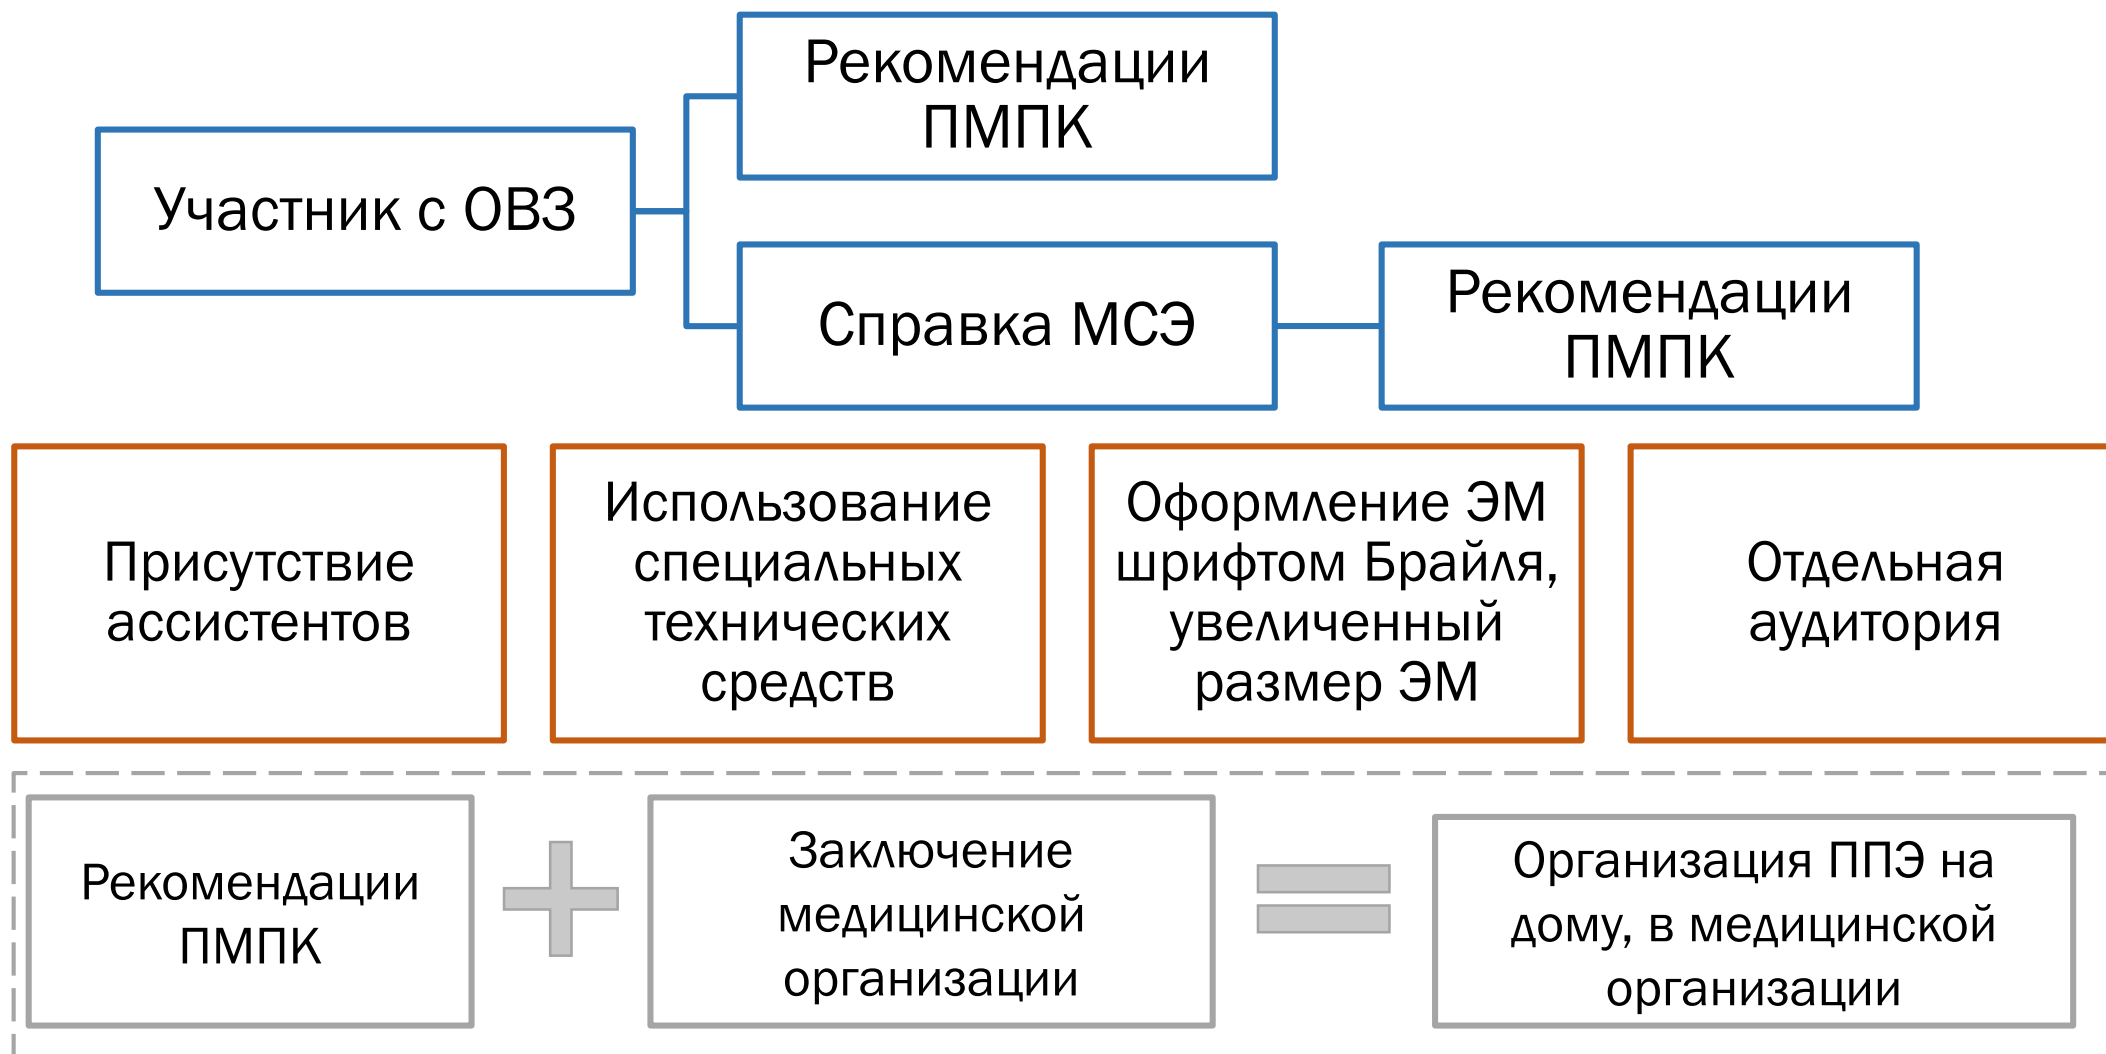 Рекомендации
ПМПК
Участник с ОВЗ
Справка МСЭ
Рекомендации
ПМПК
Присутствие
ассистентов
Использование
специальных
технических
средств
Оформление ЭМ
шрифтом Брайля,
увеличенный
размер ЭМ
Отдельная
аудитория
Рекомендации
ПМПК
Заключение
медицинской
организации
Организация ППЭ на
дому, в медицинской
организации